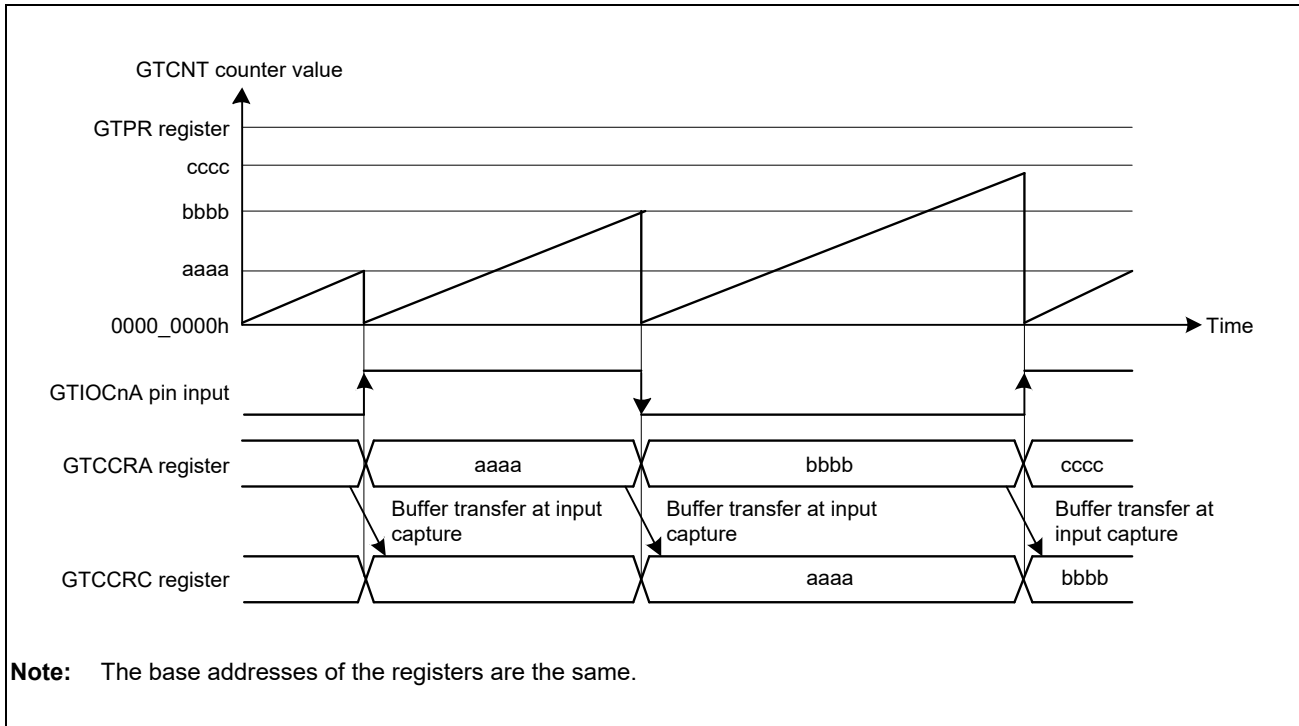 GTCNT counter value
GTPR register
cccc
bbbb
aaaa
0000_0000h
Time
GTIOCnA pin input
GTCCRA register
aaaa
bbbb
cccc
Buffer transfer at input
capture
Buffer transfer at input
capture
Buffer transfer at
input capture
GTCCRC register
aaaa
bbbb
Note: The base addresses of the registers are the same.